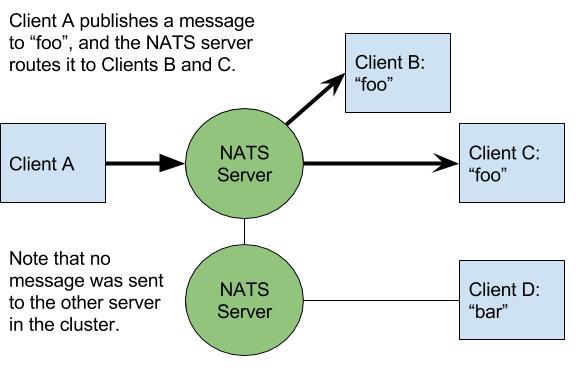 Client A publishes a message
to “foo”, and the NATS server
routes it to Clients B and C.
Client B:
“foo”
Client A
NATS
Server
Client C:
“foo”
Note that no
message was sent
to the other server
in the cluster.
NATS
Server
Client D:
“bar”